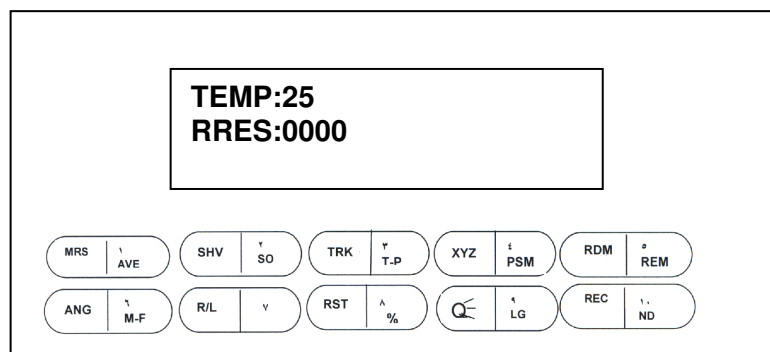 TEMP:25
RRES:0000
MRS ١ AVE
SHV ٢ SO
TRK ٣ T-P
XYZ ٤ PSM
RDM ٥ REM
ANG ٦ M-F
R/L ٧
RST ٨ %
٩ LG
REC ١٠ ND